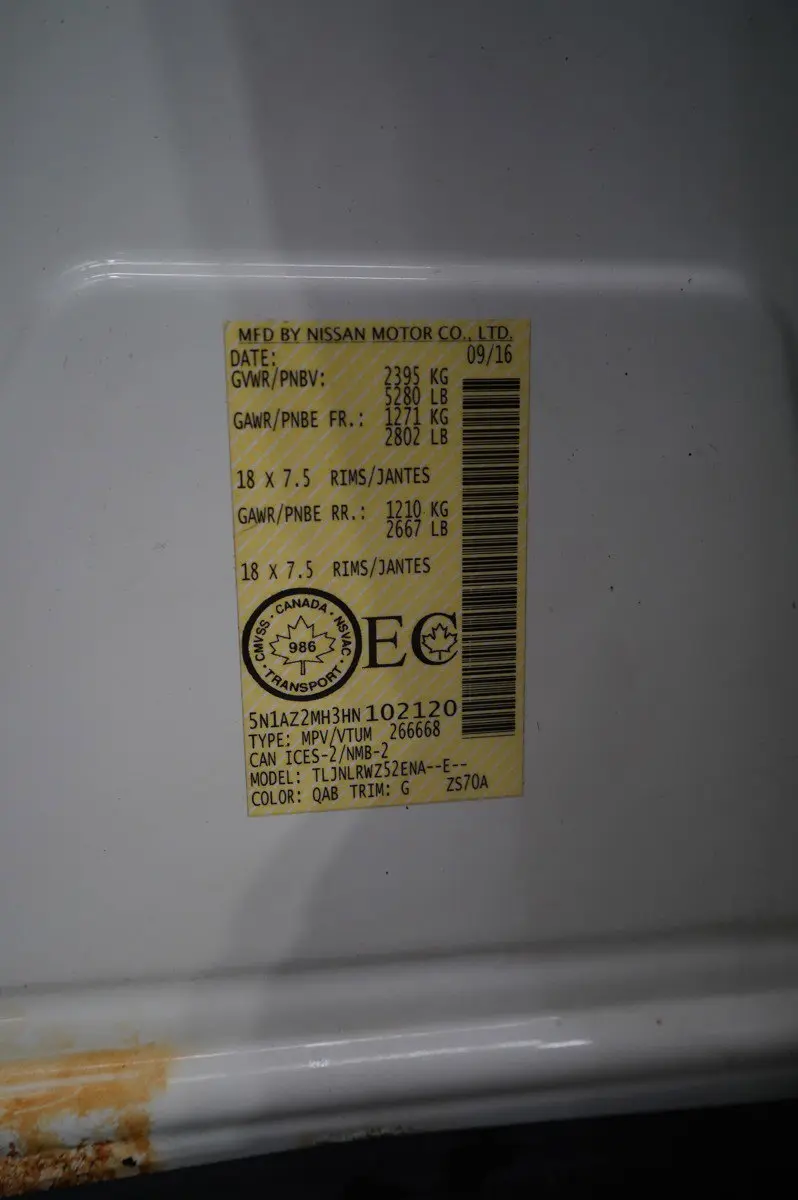 MFD BY NISSAN MOTOR CO., LTD.
DATE: 09/16
GVWR/PNBV: 2395 KG
5280 LB
GAWR/PNBE FR.: 1271 KG
2802 LB
18 X 7.5 RIMS/JANTES
GAWR/PNBE RR.: 1210 KG
2667 LB
18 X 7.5 RIMS/JANTES
CMVSS · CANADA · NSVAC
986
· TRANSPORT ·
EC
5N1AZ2MH3HN102120
TYPE: MPV/VTUM 266668
CAN ICES-2/NMB-2
MODEL: TLJNLRWZ52ENA--E--
COLOR: QAB TRIM: G ZS70A